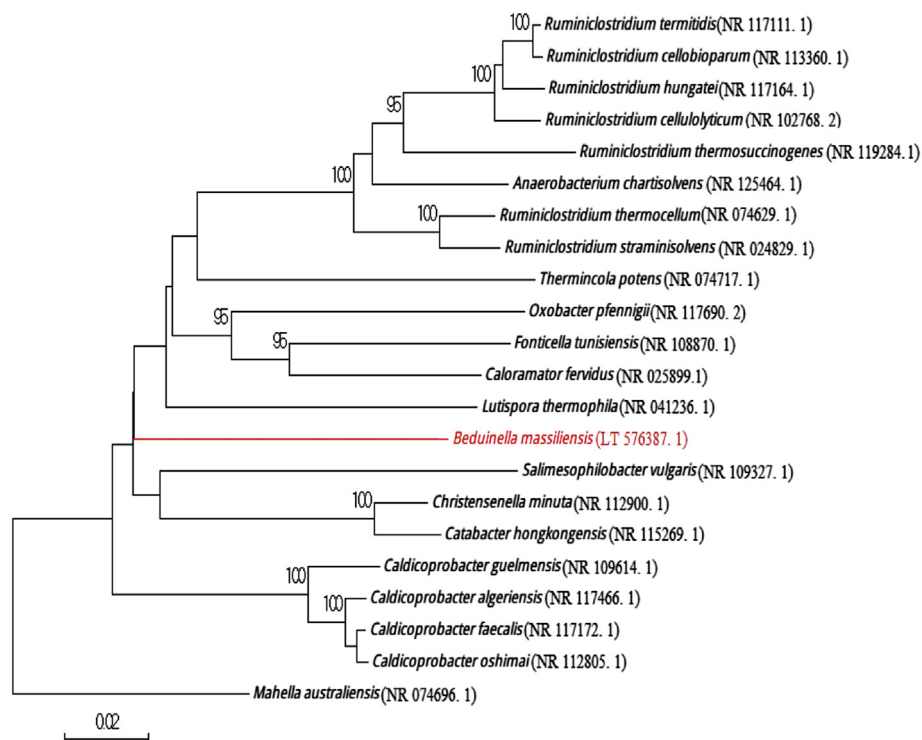 100
Ruminiclostridium termitidis(NR 117111. 1)
Ruminiclostridium cellobioparum (NR 113360. 1)
100
Ruminiclostridium hungatei(NR 117164. 1)
95
Ruminiclostridium cellulolyticum (NR 102768. 2)
Ruminiclostridium thermosuccinogenes (NR 119284.1)
100
Anaerobacterium chartisolvens (NR 125464. 1)
100
Ruminiclostridium thermocellum(NR 074629. 1)
Ruminiclostridium straminisolvens (NR 024829. 1)
Thermincola potens(NR 074717. 1)
95
Oxobacter pfennigii(NR 117690. 2)
95
Fonticella tunisiensis(NR 108870. 1)
Caloramator fervidus (NR 025899.1)
Lutispora thermophila(NR 041236. 1)
Beduinella massiliensis(LT 576387. 1)
Salimesophilobacter vulgaris(NR 109327. 1)
100
Christensenella minuta(NR 112900. 1)
Catabacter hongkongensis(NR 115269. 1)
100
Caldicoprobacter guelmensis(NR 109614. 1)
100
Caldicoprobacter algeriensis(NR 117466. 1)
Caldicoprobacter faecalis(NR 117172. 1)
Caldicoprobacter oshimai(NR 112805. 1)
Mahella australiensis(NR 074696. 1)
0.02